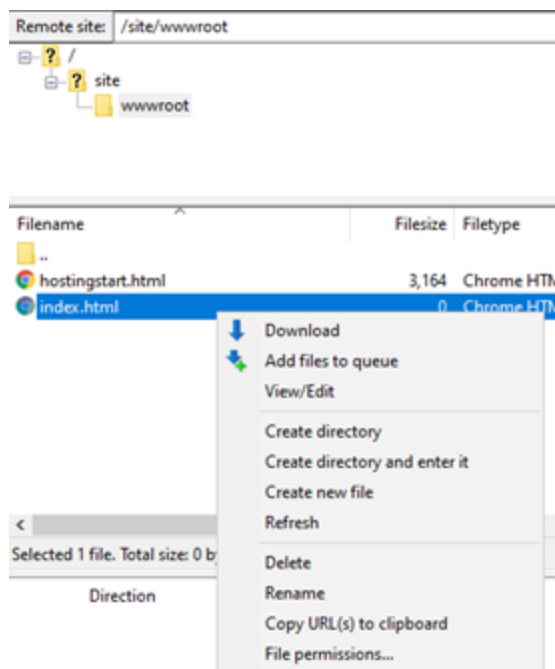 Remote site: /site/wwwroot
? /
? site
wwwroot
Filename Filesize Filetype
..
hostingstart.html 3,164 Chrome HTM
index.html 0 Chrome HTM
Download
Add files to queue
View/Edit
Create directory
Create directory and enter it
Create new file
Refresh
Selected 1 file. Total size: 0 b
Delete
Direction
Rename
Copy URL(s) to clipboard
File permissions...